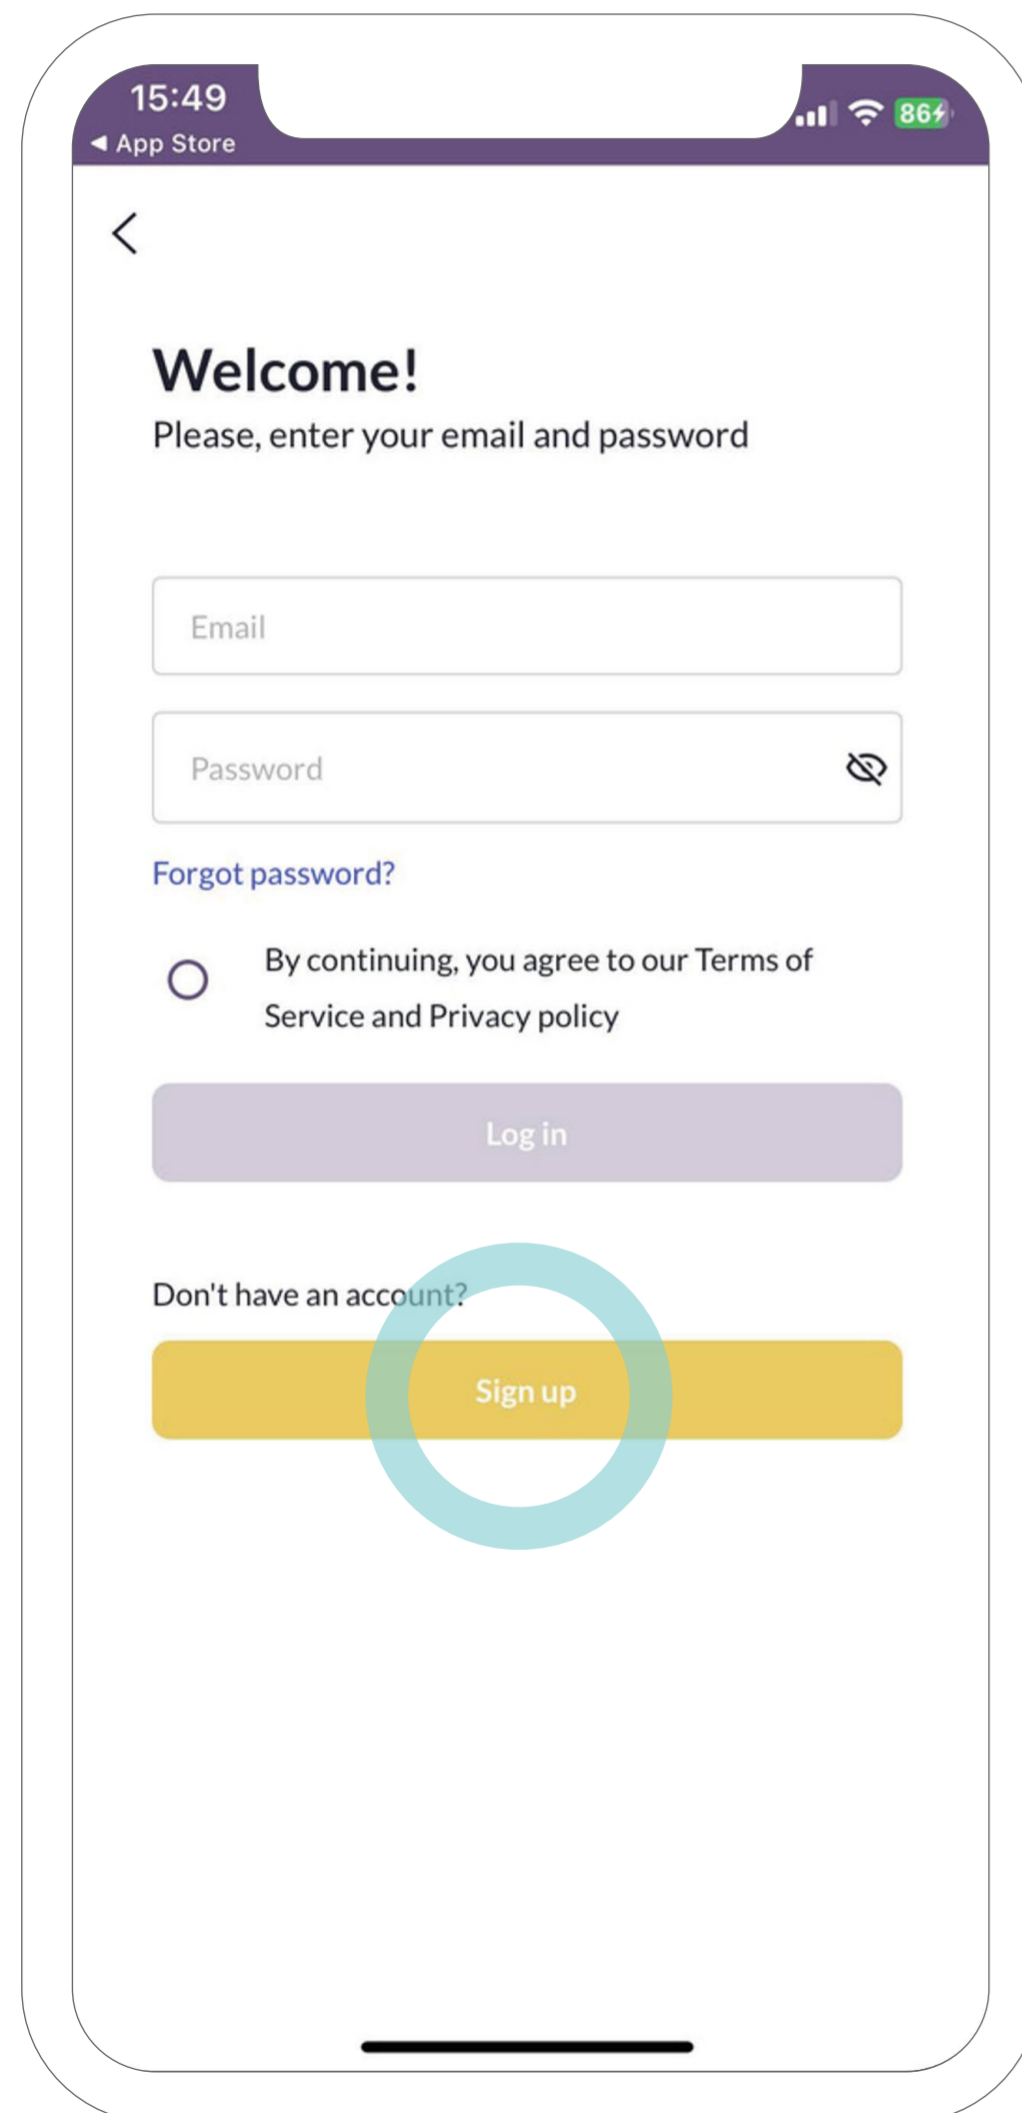 15:49
◀ App Store
86
Welcome!
Please, enter your email and password
Email
Password
Forgot password?
By continuing, you agree to our Terms of
Service and Privacy policy
Log in
Don't have an account?
Sign up